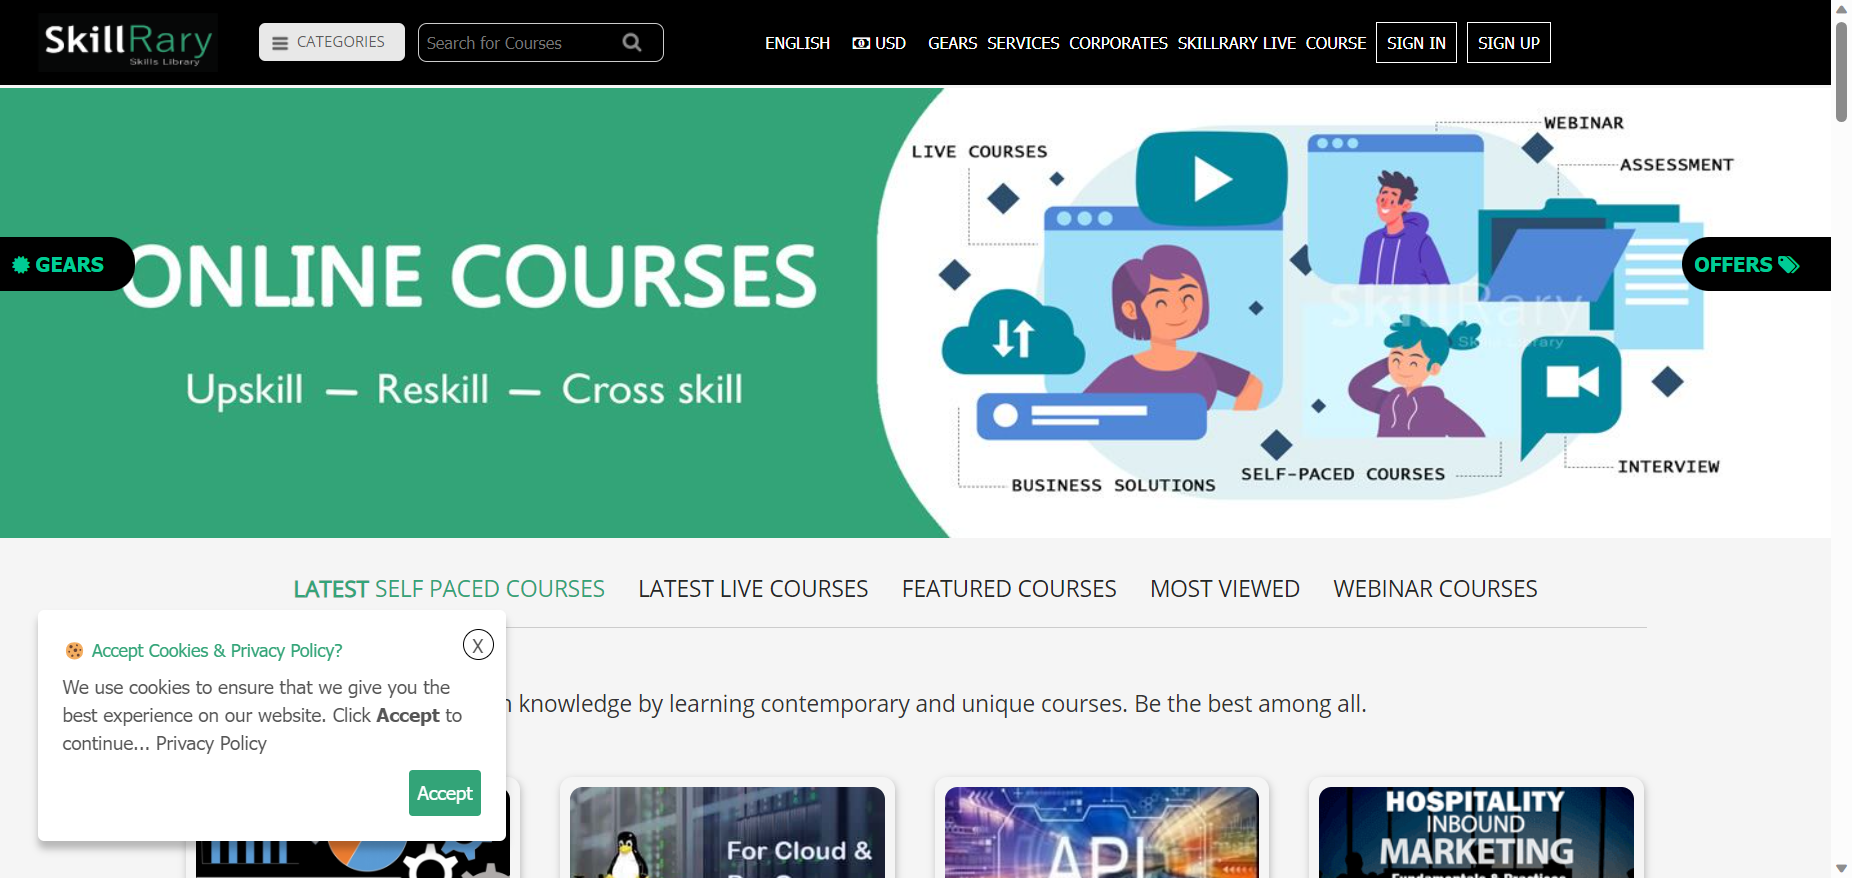 SkillRary
Skills Library
CATEGORIES
Search for Courses
ENGLISH
USD
GEARS
SERVICES
CORPORATES
SKILLRARY LIVE
COURSE
SIGN IN
SIGN UP
GEARS
ONLINE COURSES
Upskill — Reskill — Cross skill
LIVE COURSES
WEBINAR
ASSESSMENT
OFFERS
SkillRary
Skills Library
BUSINESS SOLUTIONS
SELF-PACED COURSES
INTERVIEW
LATEST SELF PACED COURSES
LATEST LIVE COURSES
FEATURED COURSES
MOST VIEWED
WEBINAR COURSES
knowledge by learning contemporary and unique courses. Be the best among all.
Accept Cookies & Privacy Policy?
X
We use cookies to ensure that we give you the
best experience on our website. Click Accept to
continue... Privacy Policy
Accept
For Cloud &
API
HOSPITALITY
INBOUND
MARKETING
Fundamentals & Practices